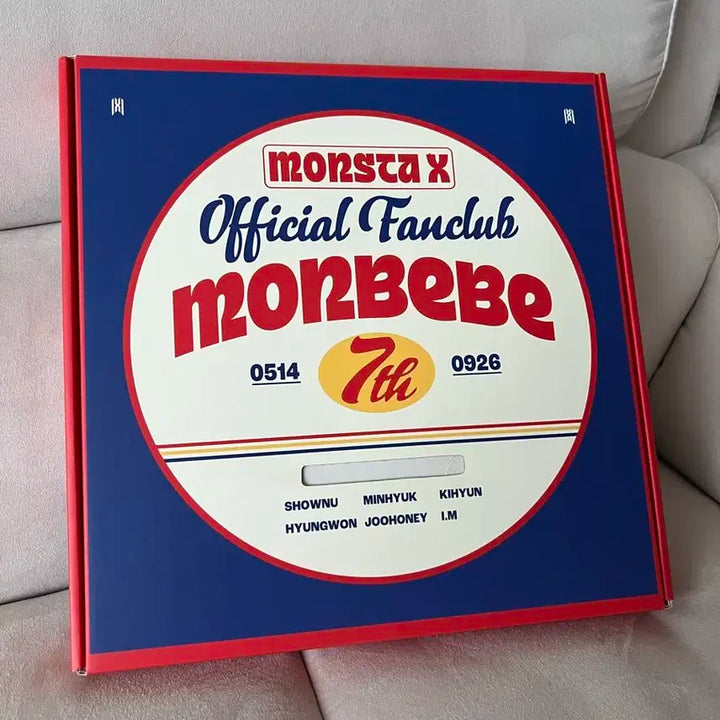 MONSTA X
Official Fanclub
MONBEBE
0514 7th 0926
SHOWNU MINHYUK KIHYUN
HYUNGWON JOOHONEY I.M